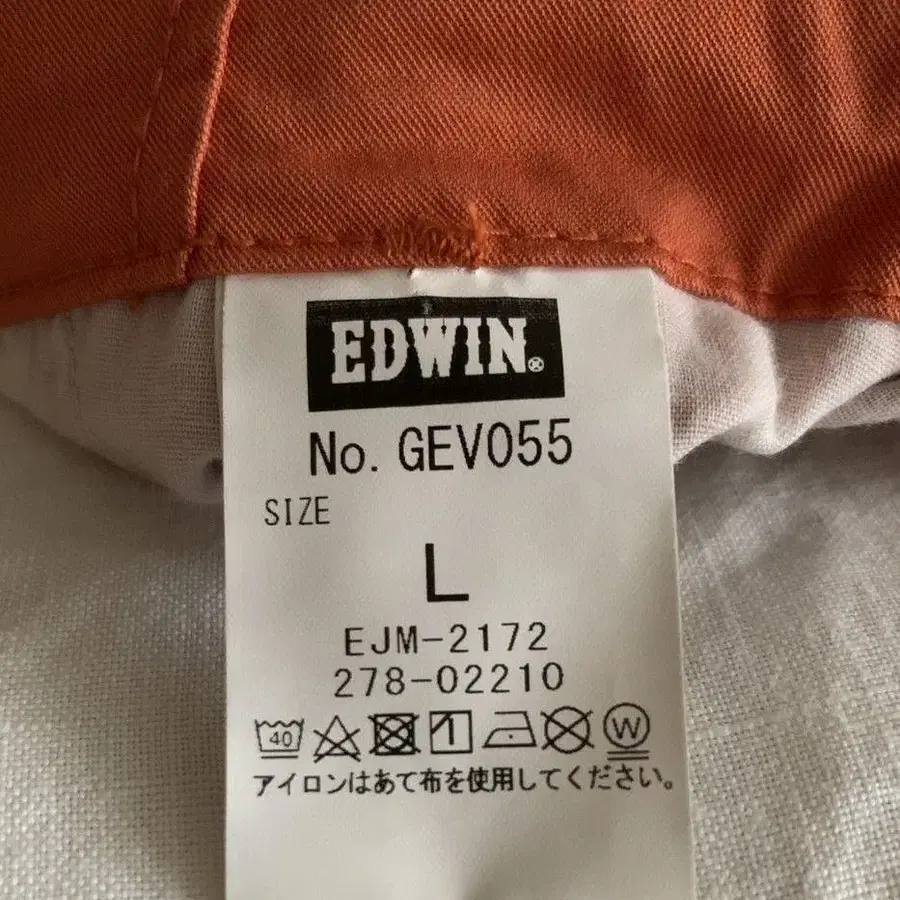 EDWIN®
No. GEV055
SIZE
L
EJM-2172
278-02210
40 W
アイロンはあて布を使用してください。